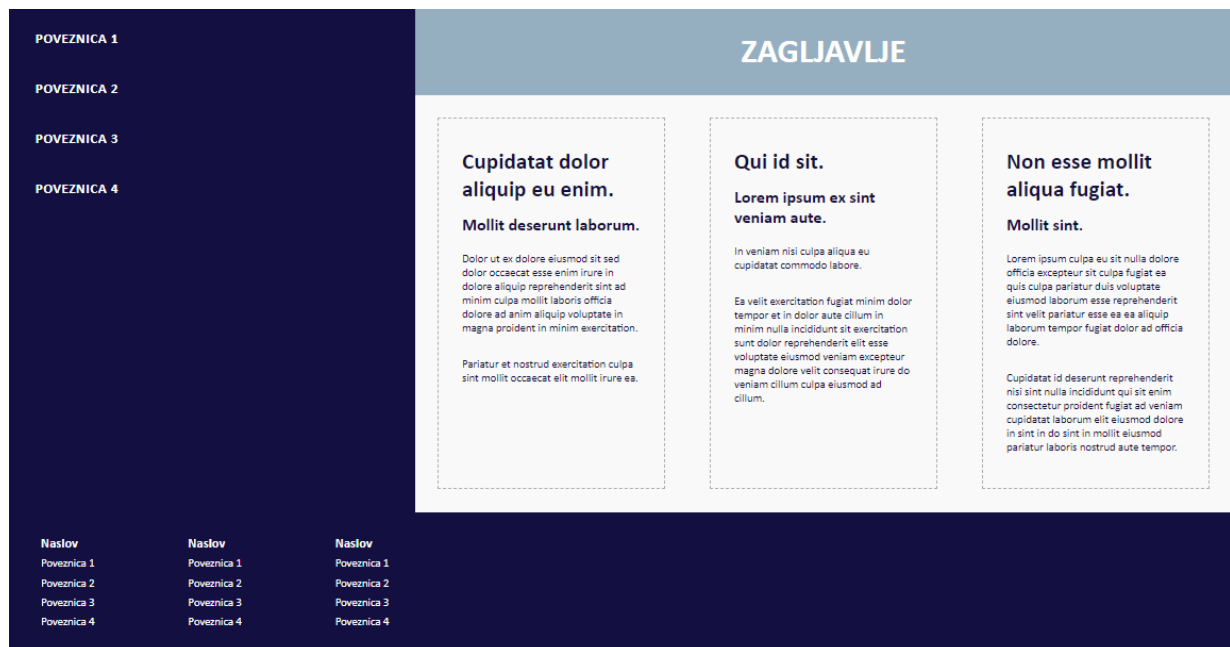 POVEZNICA 1
POVEZNICA 2
POVEZNICA 3
POVEZNICA 4
ZAGLJAVLJE
Cupidatat dolor
aliquip eu enim.
Mollit deserunt laborum.
Dolor ut ex dolore eiusmod sit sed
dolor occaecat esse enim irure in
dolore aliquip reprehenderit sint ad
minim culpa mollit laboris officia
dolore ad anim aliquip voluptate in
magna proident in minim exercitation.
Pariatur et nostrud exercitation culpa
sint mollit occaecat elit mollit irure ea.
Qui id sit.
Lorem ipsum ex sint
veniam aute.
In veniam nisi culpa aliqua eu
cupidatat commodo labore.
Ea velit exercitation fugiat minim dolor
tempor et in dolor aute cillum in
minim nulla incididunt sit exercitation
sunt dolor reprehenderit elit esse
voluptate eiusmod veniam excepteur
magna dolore velit consequat irure do
veniam cillum culpa eiusmod ad
cillum.
Non esse mollit
aliqua fugiat.
Mollit sint.
Lorem ipsum culpa eu sit nulla dolore
officia excepteur sit culpa fugiat ea
quis culpa pariatur duis voluptate
eiusmod laborum esse reprehenderit
sint velit pariatur esse ea ea aliquip
laborum tempor fugiat dolor ad officia
dolore.
Cupidatat id deserunt reprehenderit
nisi sint nulla incididunt qui sit enim
consectetur proident fugiat ad veniam
cupidatat laborum elit eiusmod dolore
in sint in do sint in mollit eiusmod
pariatur laboris nostrud aute tempor.
Naslov
Poveznica 1
Poveznica 2
Poveznica 3
Poveznica 4
Naslov
Poveznica 1
Poveznica 2
Poveznica 3
Poveznica 4
Naslov
Poveznica 1
Poveznica 2
Poveznica 3
Poveznica 4